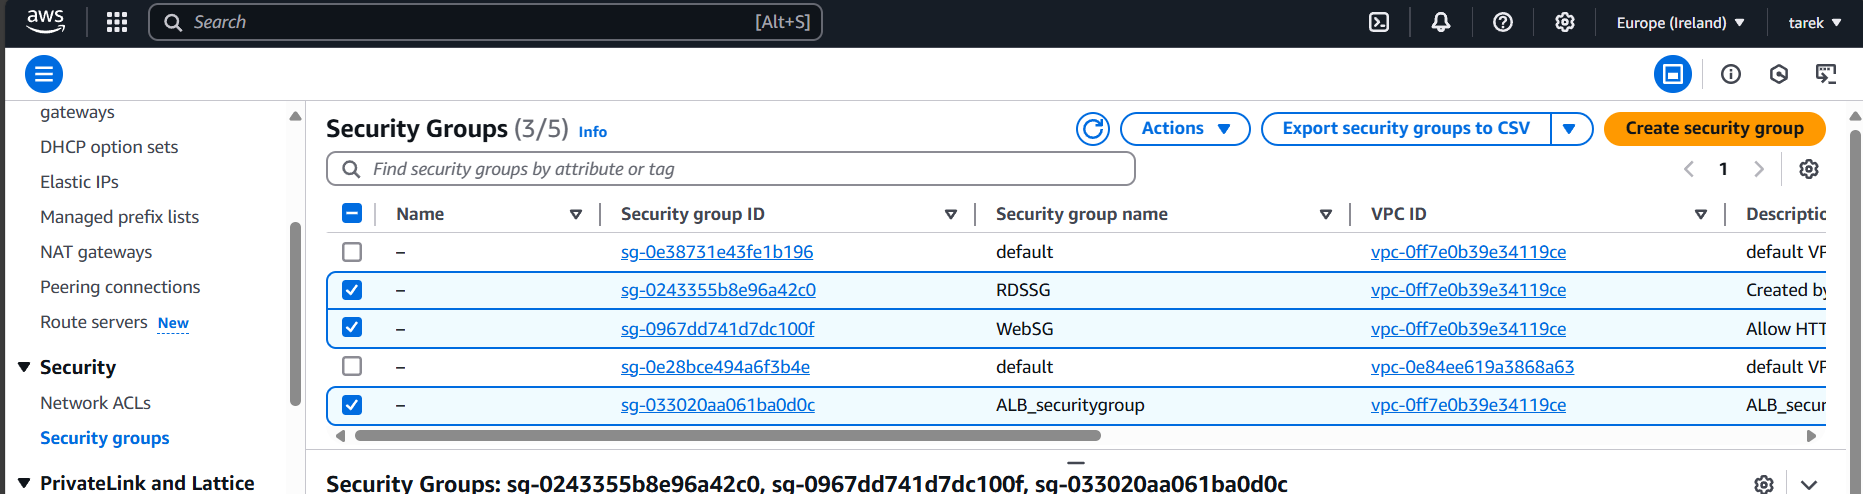 aws Search [Alt+S] Europe (Ireland) tarek
gateways
DHCP option sets
Elastic IPs
Managed prefix lists
NAT gateways
Peering connections
Route servers New
Security
Network ACLs
Security groups
PrivateLink and Lattice
Security Groups (3/5) Info Actions Export security groups to CSV Create security group
Find security groups by attribute or tag 1
Name Security group ID Security group name VPC ID Descriptio
– sg-0e38731e43fe1b196 default vpc-0ff7e0b39e34119ce default VP
– sg-0243355b8e96a42c0 RDSSG vpc-0ff7e0b39e34119ce Created by
– sg-0967dd741d7dc100f WebSG vpc-0ff7e0b39e34119ce Allow HTT
– sg-0e28bce494a6f3b4e default vpc-0e84ee619a3868a63 default VP
– sg-033020aa061ba0d0c ALB_securitygroup vpc-0ff7e0b39e34119ce ALB_secur
Security Groups: sg-0243355b8e96a42c0, sg-0967dd741d7dc100f, sg-033020aa061ba0d0c